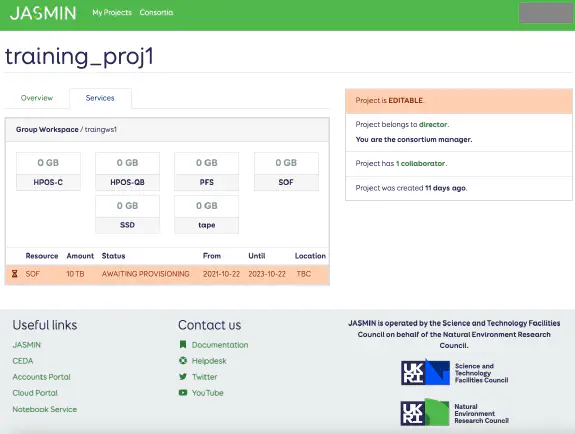 JASMIN My Projects Consortia
training_proj1
Overview Services
Group Workspace / traingws1
0 GB 0 GB 0 GB 0 GB
HPOS-C HPOS-QB PFS SOF
0 GB 0 GB
SSD tape
Resource Amount Status From Until Location
SOF 10 TB AWAITING PROVISIONING 2021-10-22 2023-10-22 TBC
Project is EDITABLE.
Project belongs to director.
You are the consortium manager.
Project has 1 collaborator.
Project was created 11 days ago.
Useful links
JASMIN
CEDA
Accounts Portal
Cloud Portal
Notebook Service
Contact us
Documentation
Helpdesk
Twitter
YouTube
JASMIN is operated by the Science and Technology Facilities
Council on behalf of the Natural Environment Research
Council.
UKRI
Science and
Technology
Facilities Council
UKRI
Natural
Environment
Research Council